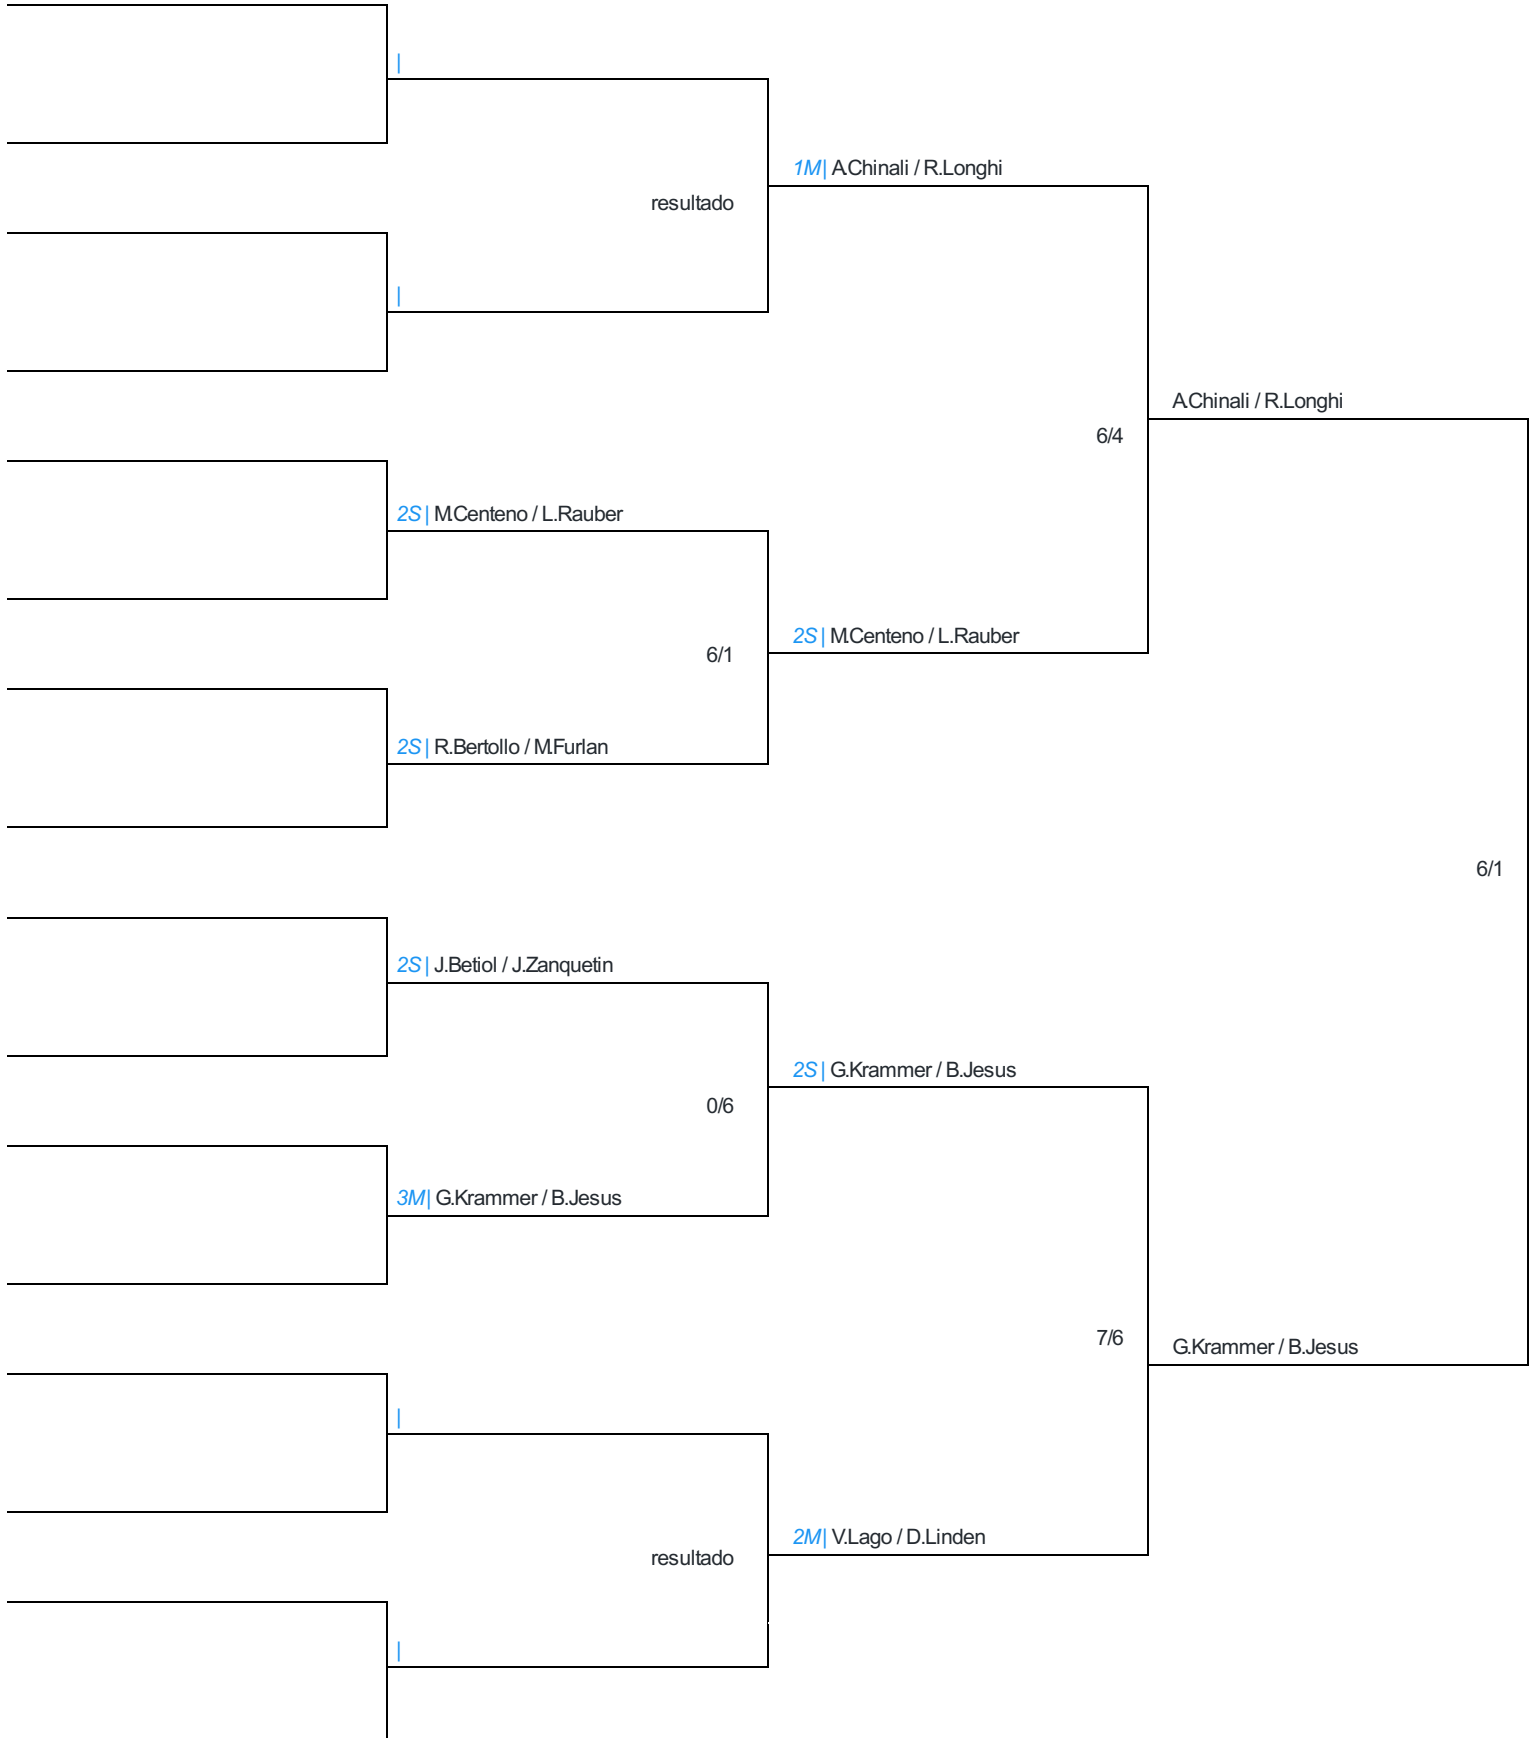 |
1M| A.Chinali / R.Longhi
resultado
|
A.Chinali / R.Longhi
6/4
2S| M.Centeno / L.Rauber
2S| M.Centeno / L.Rauber
6/1
2S| R.Bertollo / M.Furlan
6/1
2S| J.Betiol / J.Zanquetin
2S| G.Krammer / B.Jesus
0/6
3M| G.Krammer / B.Jesus
7/6
G.Krammer / B.Jesus
|
2M| V.Lago / D.Linden
resultado
|